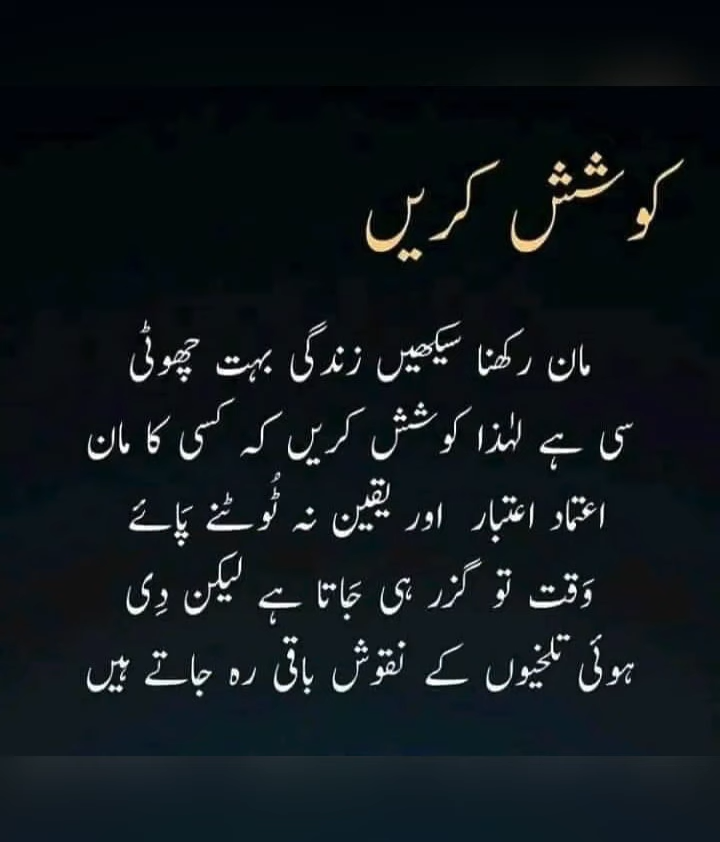 کوشش کریں
مان رکھنا سیکھیں زندگی بہت چھوٹی
سی ہے لہٰذا کوشش کریں کہ کسی کا مان
اعتماد اعتبار اور یقین نہ ٹُوٹنے پَائے
وَقت تو گزر ہی جَاتا ہے لیکن دِی
ہوئی تلخیوں کے نقوش باقی رہ جاتے ہیں